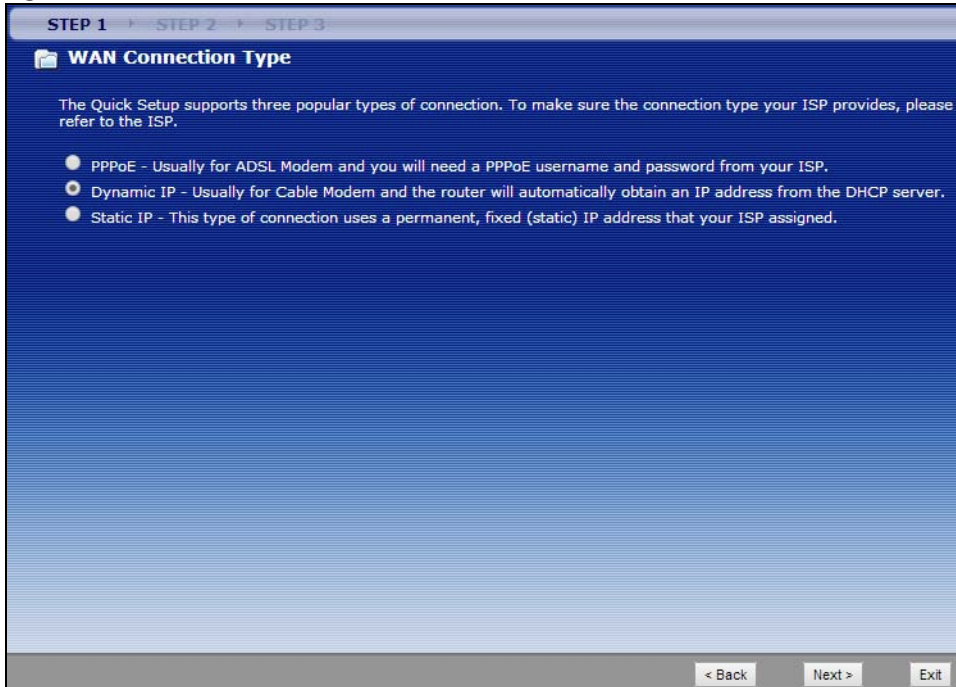 STEP 1 STEP 2 STEP 3
WAN Connection Type
The Quick Setup supports three popular types of connection. To make sure the connection type your ISP provides, please
refer to the ISP.
PPPoE - Usually for ADSL Modem and you will need a PPPoE username and password from your ISP.
Dynamic IP - Usually for Cable Modem and the router will automatically obtain an IP address from the DHCP server.
Static IP - This type of connection uses a permanent, fixed (static) IP address that your ISP assigned.
< Back Next > Exit